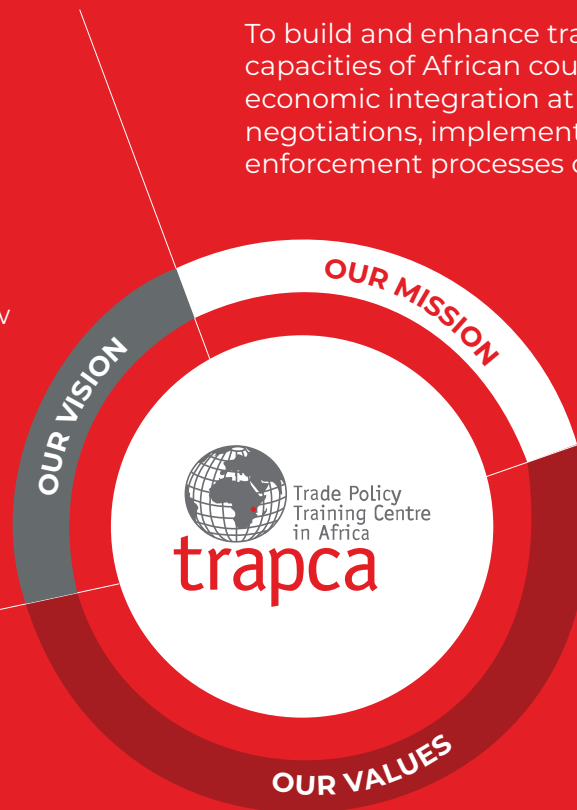 To build and enhance tra
capacities of African cou
economic integration at
negotiations, implement
enforcement processes
OUR MISSION
OUR VISION
Trade Policy
Training Centre
in Africa
trapca
OUR VALUES